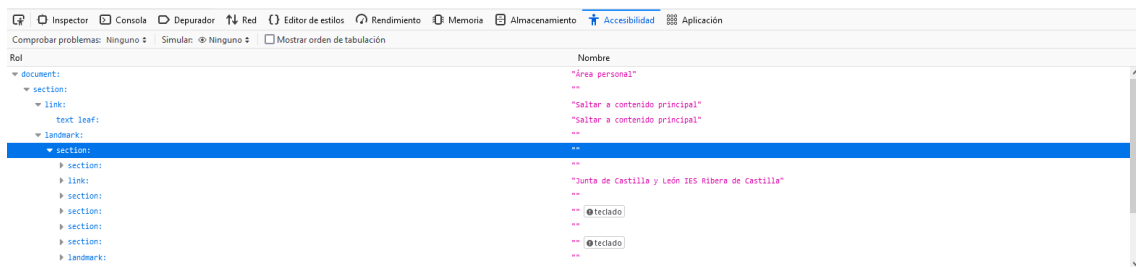 Inspector Consola Depurador Red Editor de estilos Rendimiento Memoria Almacenamiento Accesibilidad Aplicación
Comprobar problemas: Ninguno Simular: Ninguno Mostrar orden de tabulación
Rol Nombre
document: "Área personal"
section: ""
link: "Saltar a contenido principal"
text leaf: "Saltar a contenido principal"
landmark: ""
section: ""
section: ""
link: "Junta de Castilla y León IES Ribera de Castilla"
section: ""
section: "" teclado
section: ""
section: "" teclado
landmark: ""